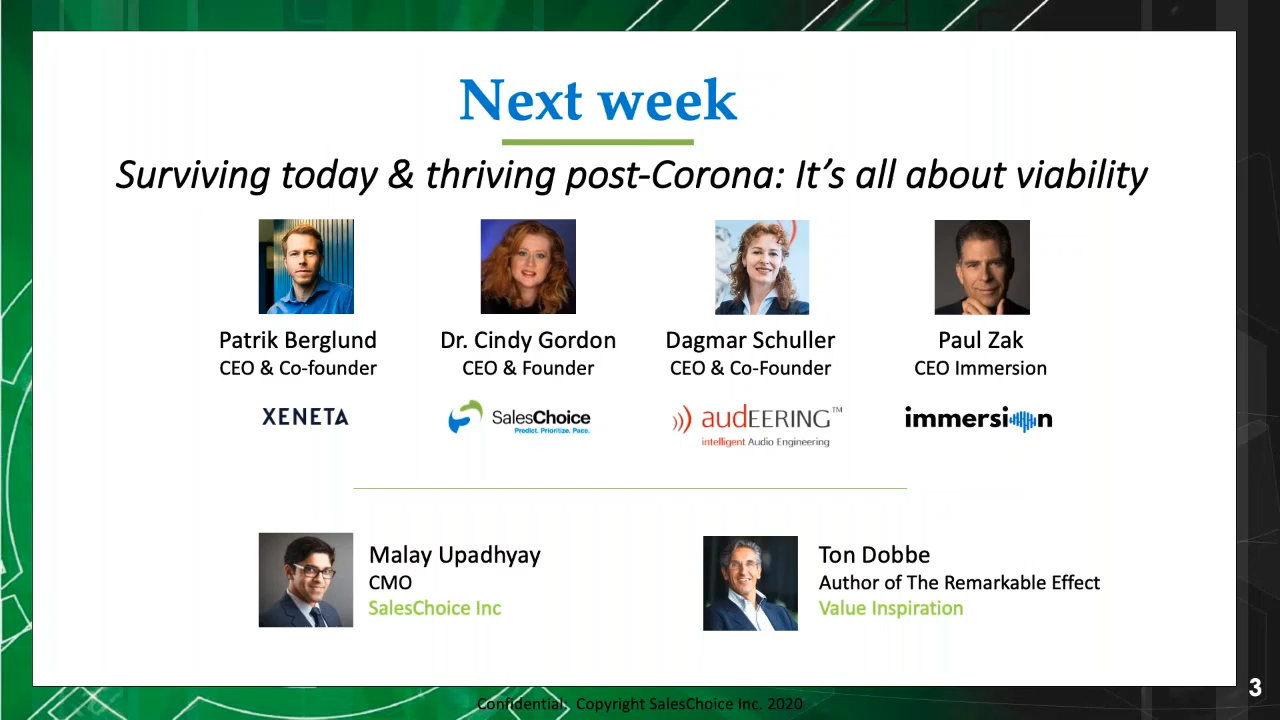 Next week
Surviving today & thriving post-Corona: It's all about viability
Patrik Berglund
CEO & Co-founder
XENETA
Dr. Cindy Gordon
CEO & Founder
SalesChoice
Predict. Prioritize. Pace.
Dagmar Schuller
CEO & Co-Founder
audEERING™
intelligent Audio Engineering
Paul Zak
CEO Immersion
immersion
Malay Upadhyay
CMO
SalesChoice Inc
Ton Dobbe
Author of The Remarkable Effect
Value Inspiration
Confidential: Copyright SalesChoice Inc. 2020
3